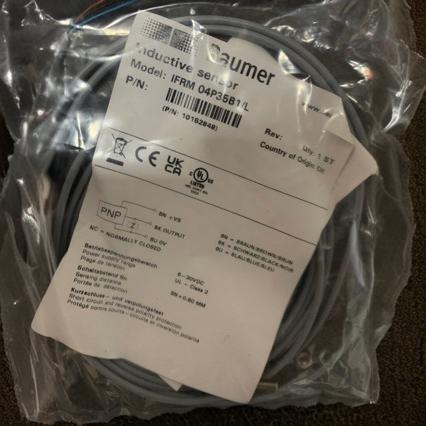 Baumer
Inductive sensor
Model: IFRM 04P35B1/L
P/N:
(P/N: 10152848)
Rev:
Qty: 1 ST
Country of Origin:
CE
UK
CA
UL
LISTED
PNP
Z
BN +VS
BK OUTPUT
BU 0V
NC = NORMALLY CLOSED
BN = BRAUN/BROWN/BRUN
BK = SCHWARZ/BLACK/NOIR
BU = BLAU/BLUE/BLEU
Betriebsspannungsbereich
Power supply range
Plage de tension
6-30VDC
UL - Class 2
Schaltabstand Sn
Sensing distance
Portée de détection
SN=0.80 MM
Kurzschluss- und verpolungsfest
Short circuit and reverse polarity protection
Protégé contre courts-circuits et inversion polarité